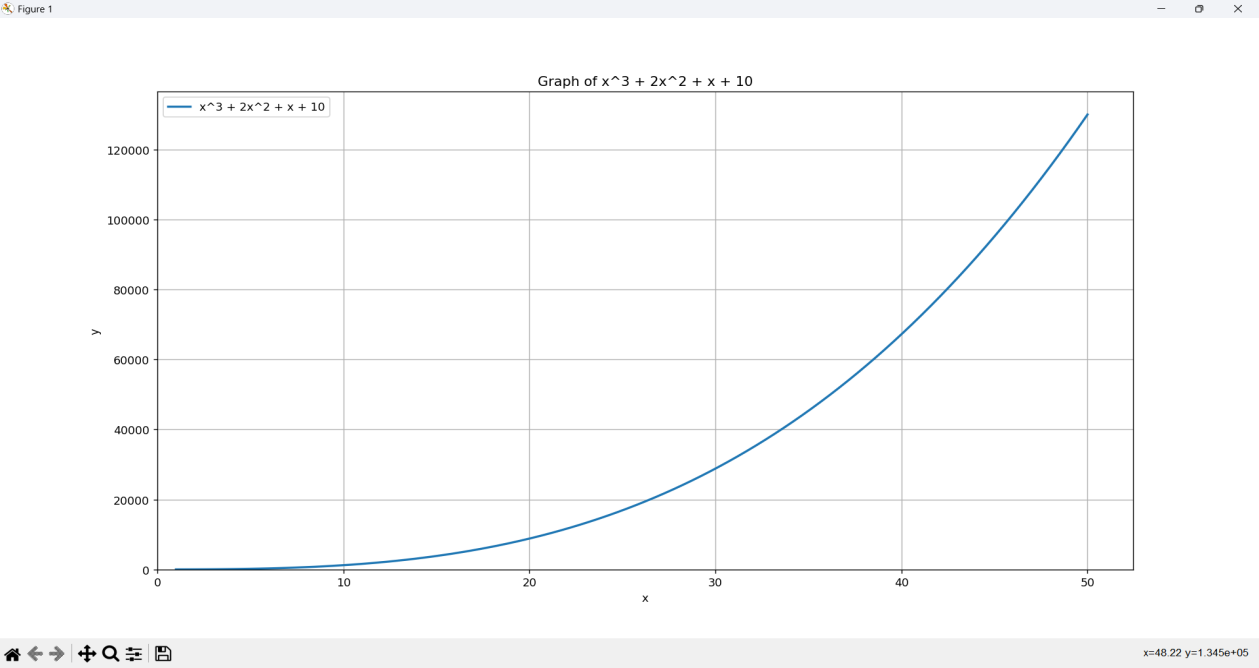 Figure 1
Graph of x^3 + 2x^2 + x + 10
x^3 + 2x^2 + x + 10
120000
100000
80000
60000
40000
20000
0
y
0 10 20 30 40 50
x
x=48.22 y=1.345e+05